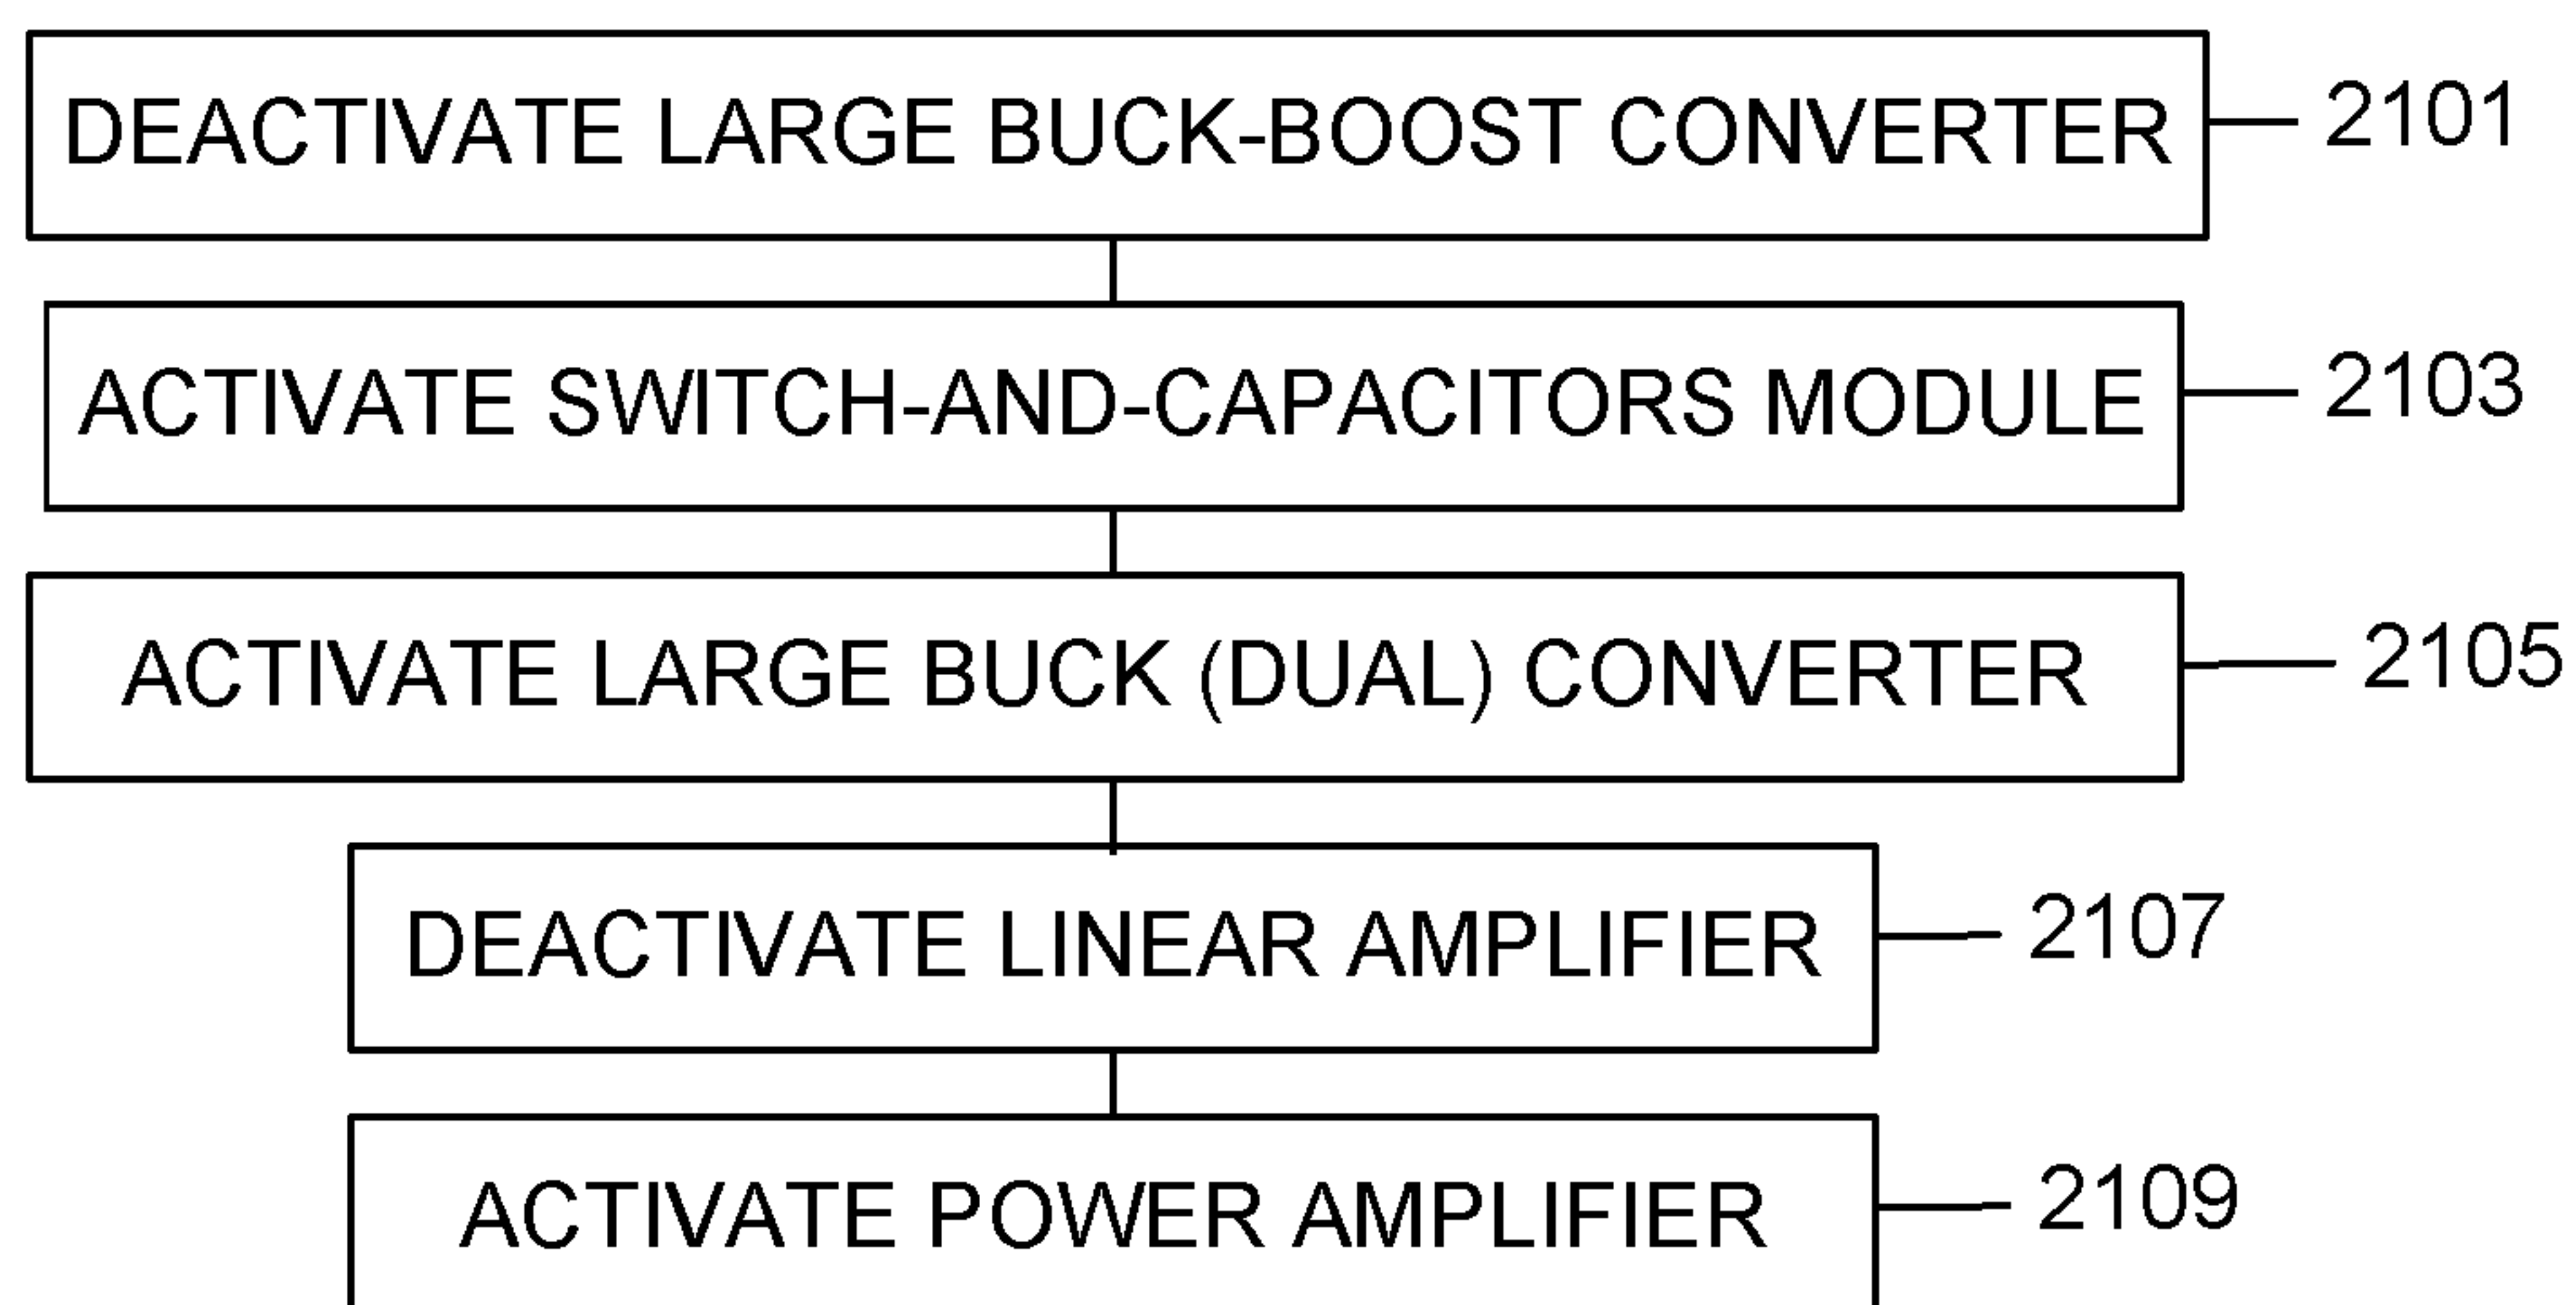 DEACTIVATE LARGE BUCK-BOOST CONVERTER 2101
ACTIVATE SWITCH-AND-CAPACITORS MODULE 2103
ACTIVATE LARGE BUCK (DUAL) CONVERTER 2105
DEACTIVATE LINEAR AMPLIFIER 2107
ACTIVATE POWER AMPLIFIER 2109